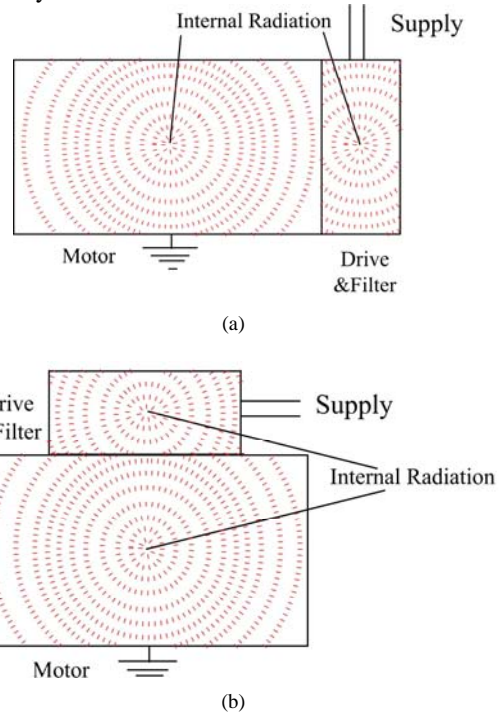 Internal Radiation
Supply
Motor
Drive
&Filter
(a)
Supply
Internal Radiation
Motor
(b)